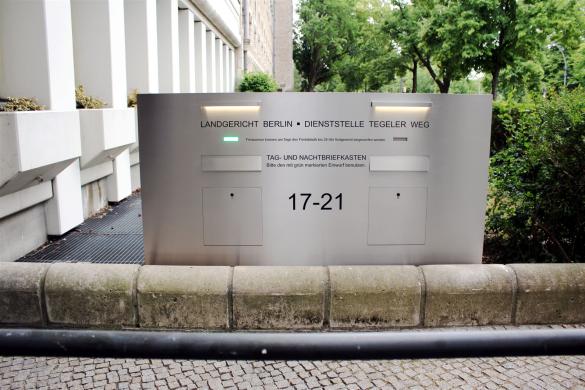 LANDGERICHT BERLIN ▪ DIENSTSTELLE TEGELER WEG
TAG- UND NACHTBRIEFKASTEN
Bitte den mit grün markierten Einwurf benutzen.
17-21